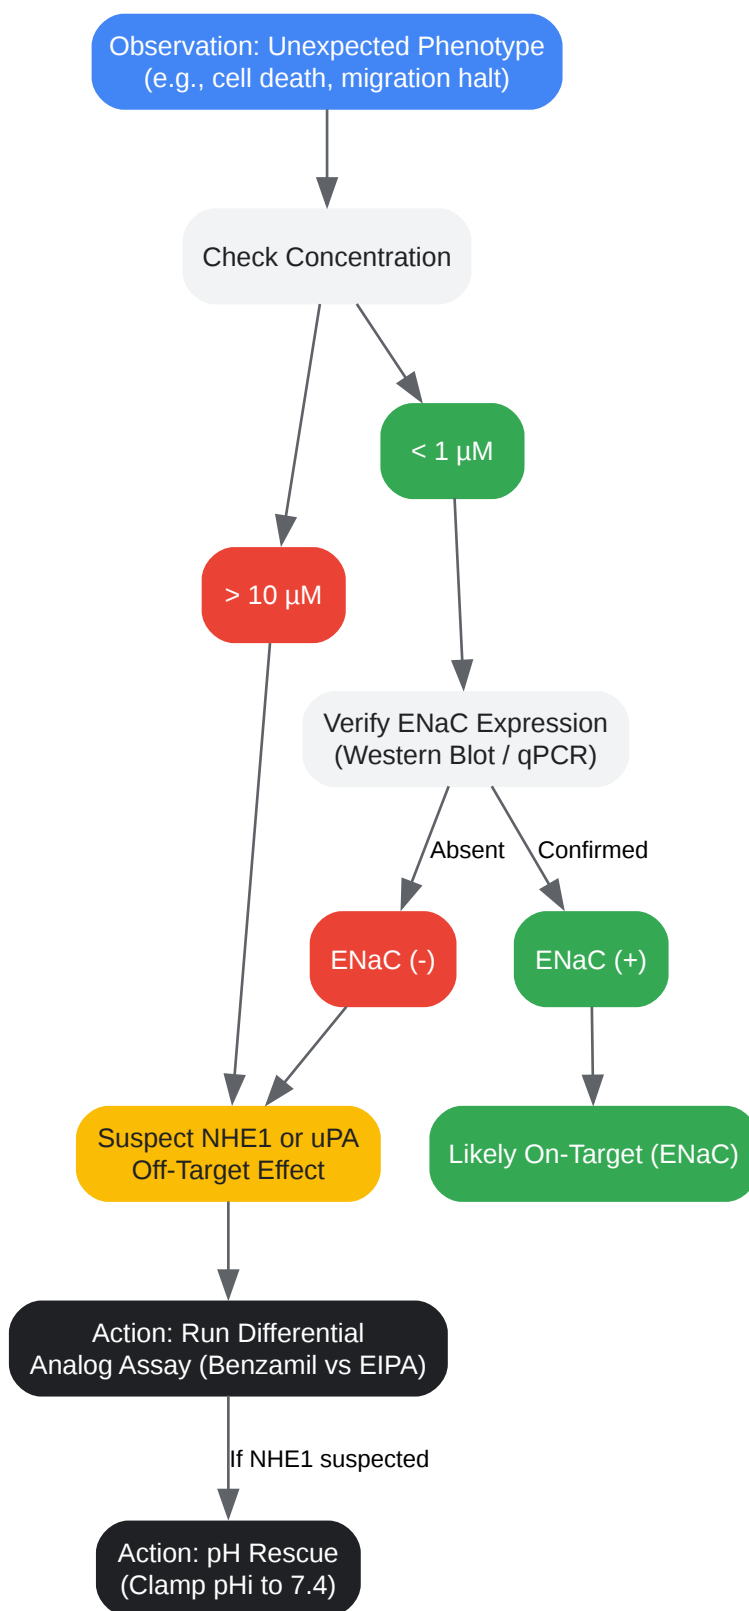 Observation: Unexpected Phenotype
(e.g., cell death, migration halt)
Check Concentration
< 1 µM
> 10 µM
Verify ENaC Expression
(Western Blot / qPCR)
Absent
Confirmed
ENaC (-)
ENaC (+)
Suspect NHE1 or uPA
Off-Target Effect
Likely On-Target (ENaC)
Action: Run Differential
Analog Assay (Benzamil vs EIPA)
If NHE1 suspected
Action: pH Rescue
(Clamp pHi to 7.4)